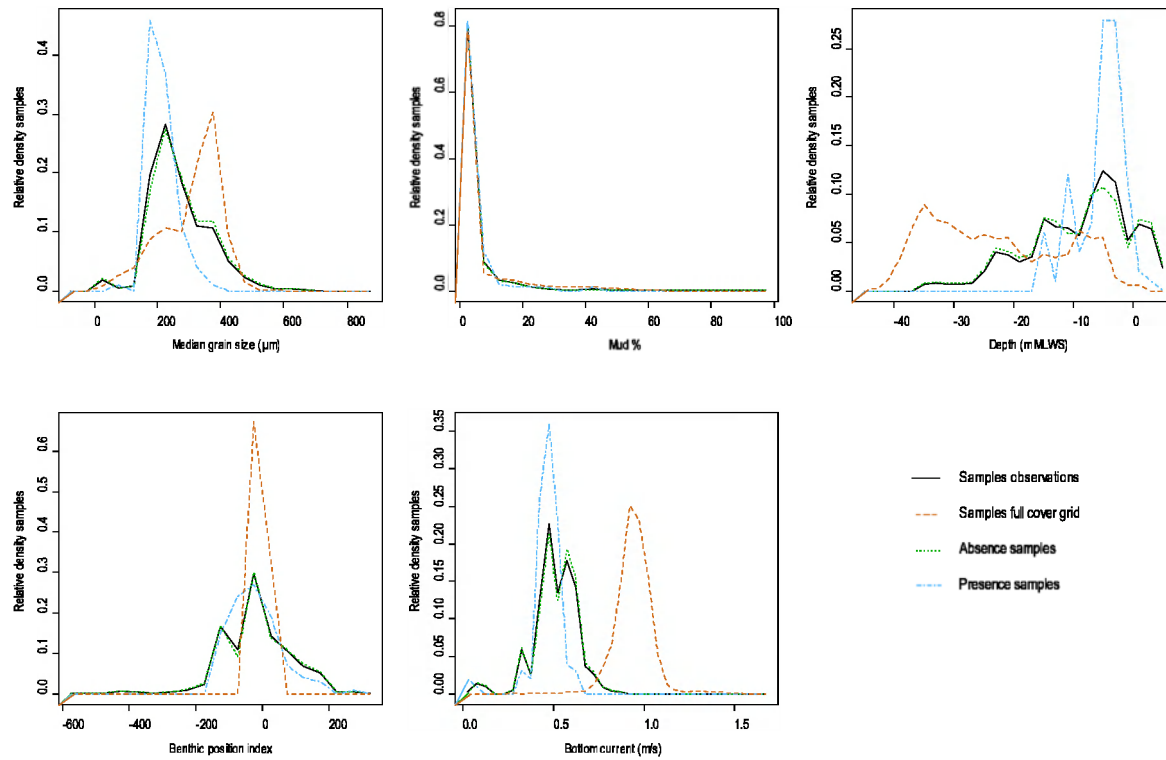 Relative density samples
0.0 0.1 0.2 0.3 0.4
0 200 400 600 800
Median grain size (µm)
Relative density samples
0.0 0.2 0.4 0.6 0.8
0 20 40 60 80 100
Mud %
Relative density samples
0.00 0.05 0.10 0.15 0.20 0.25
-40 -30 -20 -10 0
Depth (mMLWS)
Relative density samples
0.0 0.1 0.2 0.3 0.4 0.5 0.6
-600 -400 -200 0 200
Benthic position index
Relative density samples
0.00 0.05 0.10 0.15 0.20 0.25 0.30 0.35
0.0 0.5 1.0 1.5
Bottom current (m/s)
Samples observations
Samples full cover grid
Absence samples
Presence samples